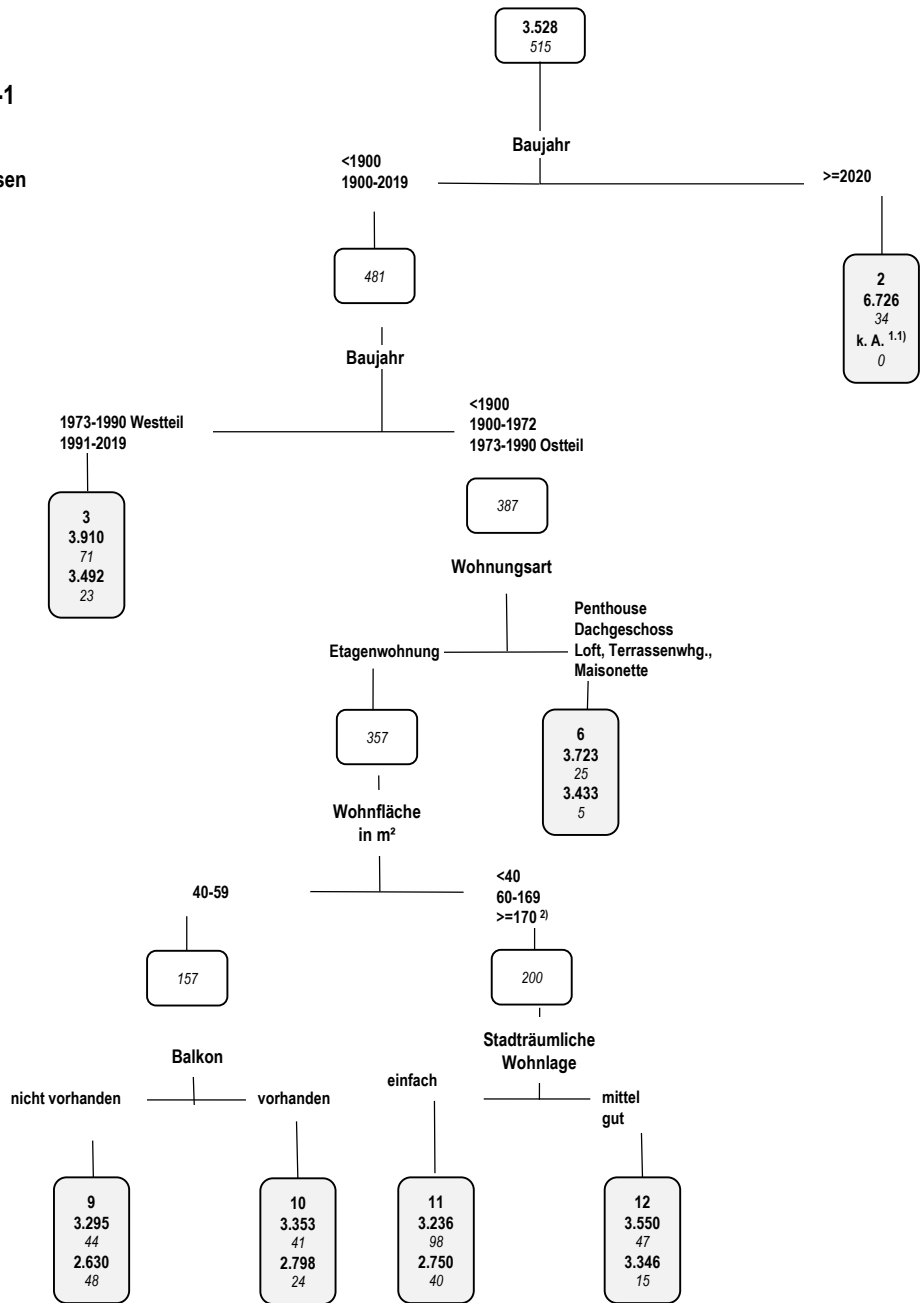 3.528
515
-1
Baujahr
sen
<1900
1900-2019
>=2020
481
2
6.726
34
k. A. 1.1)
0
Baujahr
1973-1990 Westteil
1991-2019
<1900
1900-1972
1973-1990 Ostteil
3
3.910
71
3.492
23
387
Wohnungsart
Etagenwohnung
Penthouse
Dachgeschoss
Loft, Terrassenwhg.,
Maisonette
357
6
3.723
25
3.433
5
Wohnfläche
in m²
40-59
<40
60-169
>=170 2)
157
200
Balkon
Stadträumliche
Wohnlage
nicht vorhanden
vorhanden
einfach
mittel
gut
9
3.295
44
2.630
48
10
3.353
41
2.798
24
11
3.236
98
2.750
40
12
3.550
47
3.346
15